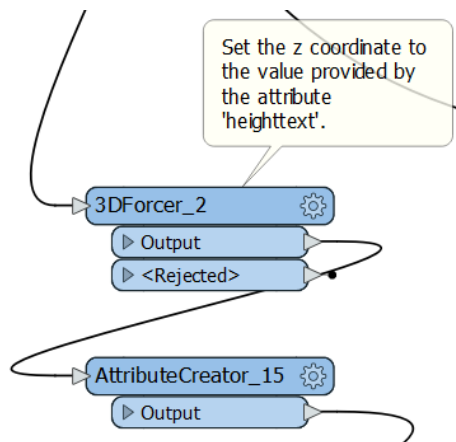 Set the z coordinate to
the value provided by
the attribute
'heighttext'.
3DForcer_2
Output
<Rejected>
AttributeCreator_15
Output